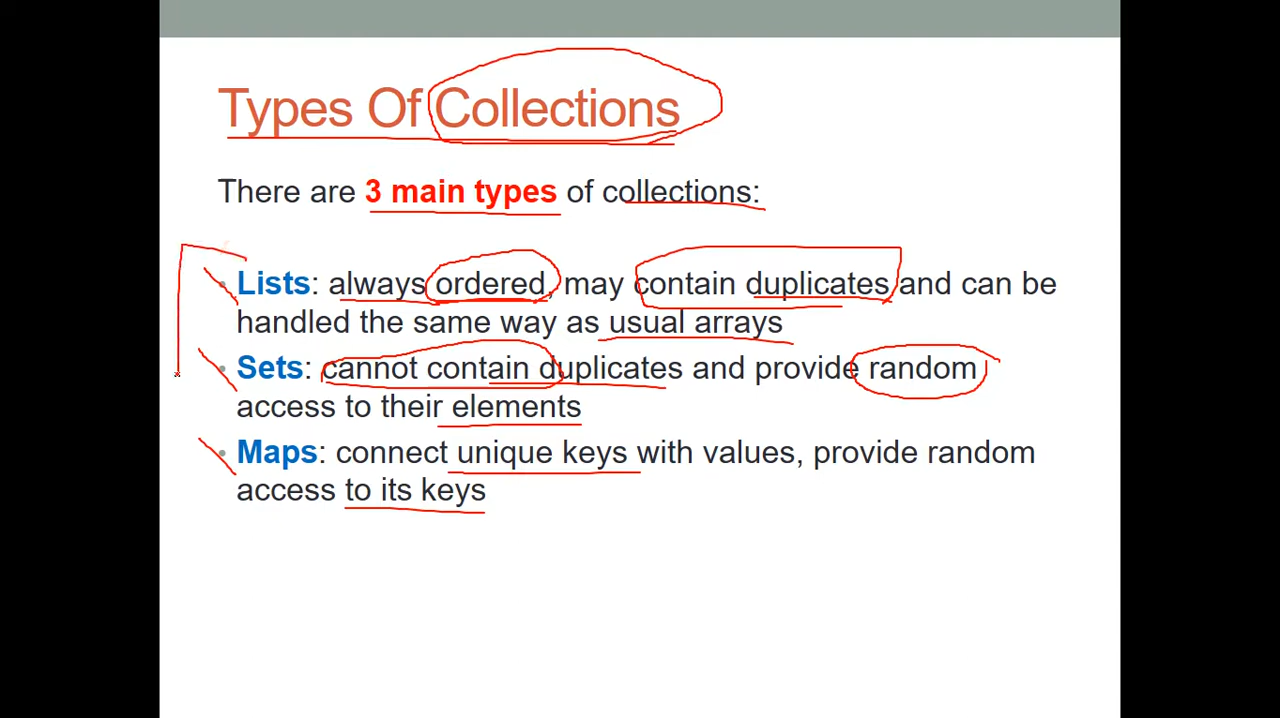 Types Of Collections
There are 3 main types of collections:
• Lists: always ordered, may contain duplicates and can be
handled the same way as usual arrays
• Sets: cannot contain duplicates and provide random
access to their elements
• Maps: connect unique keys with values, provide random
access to its keys